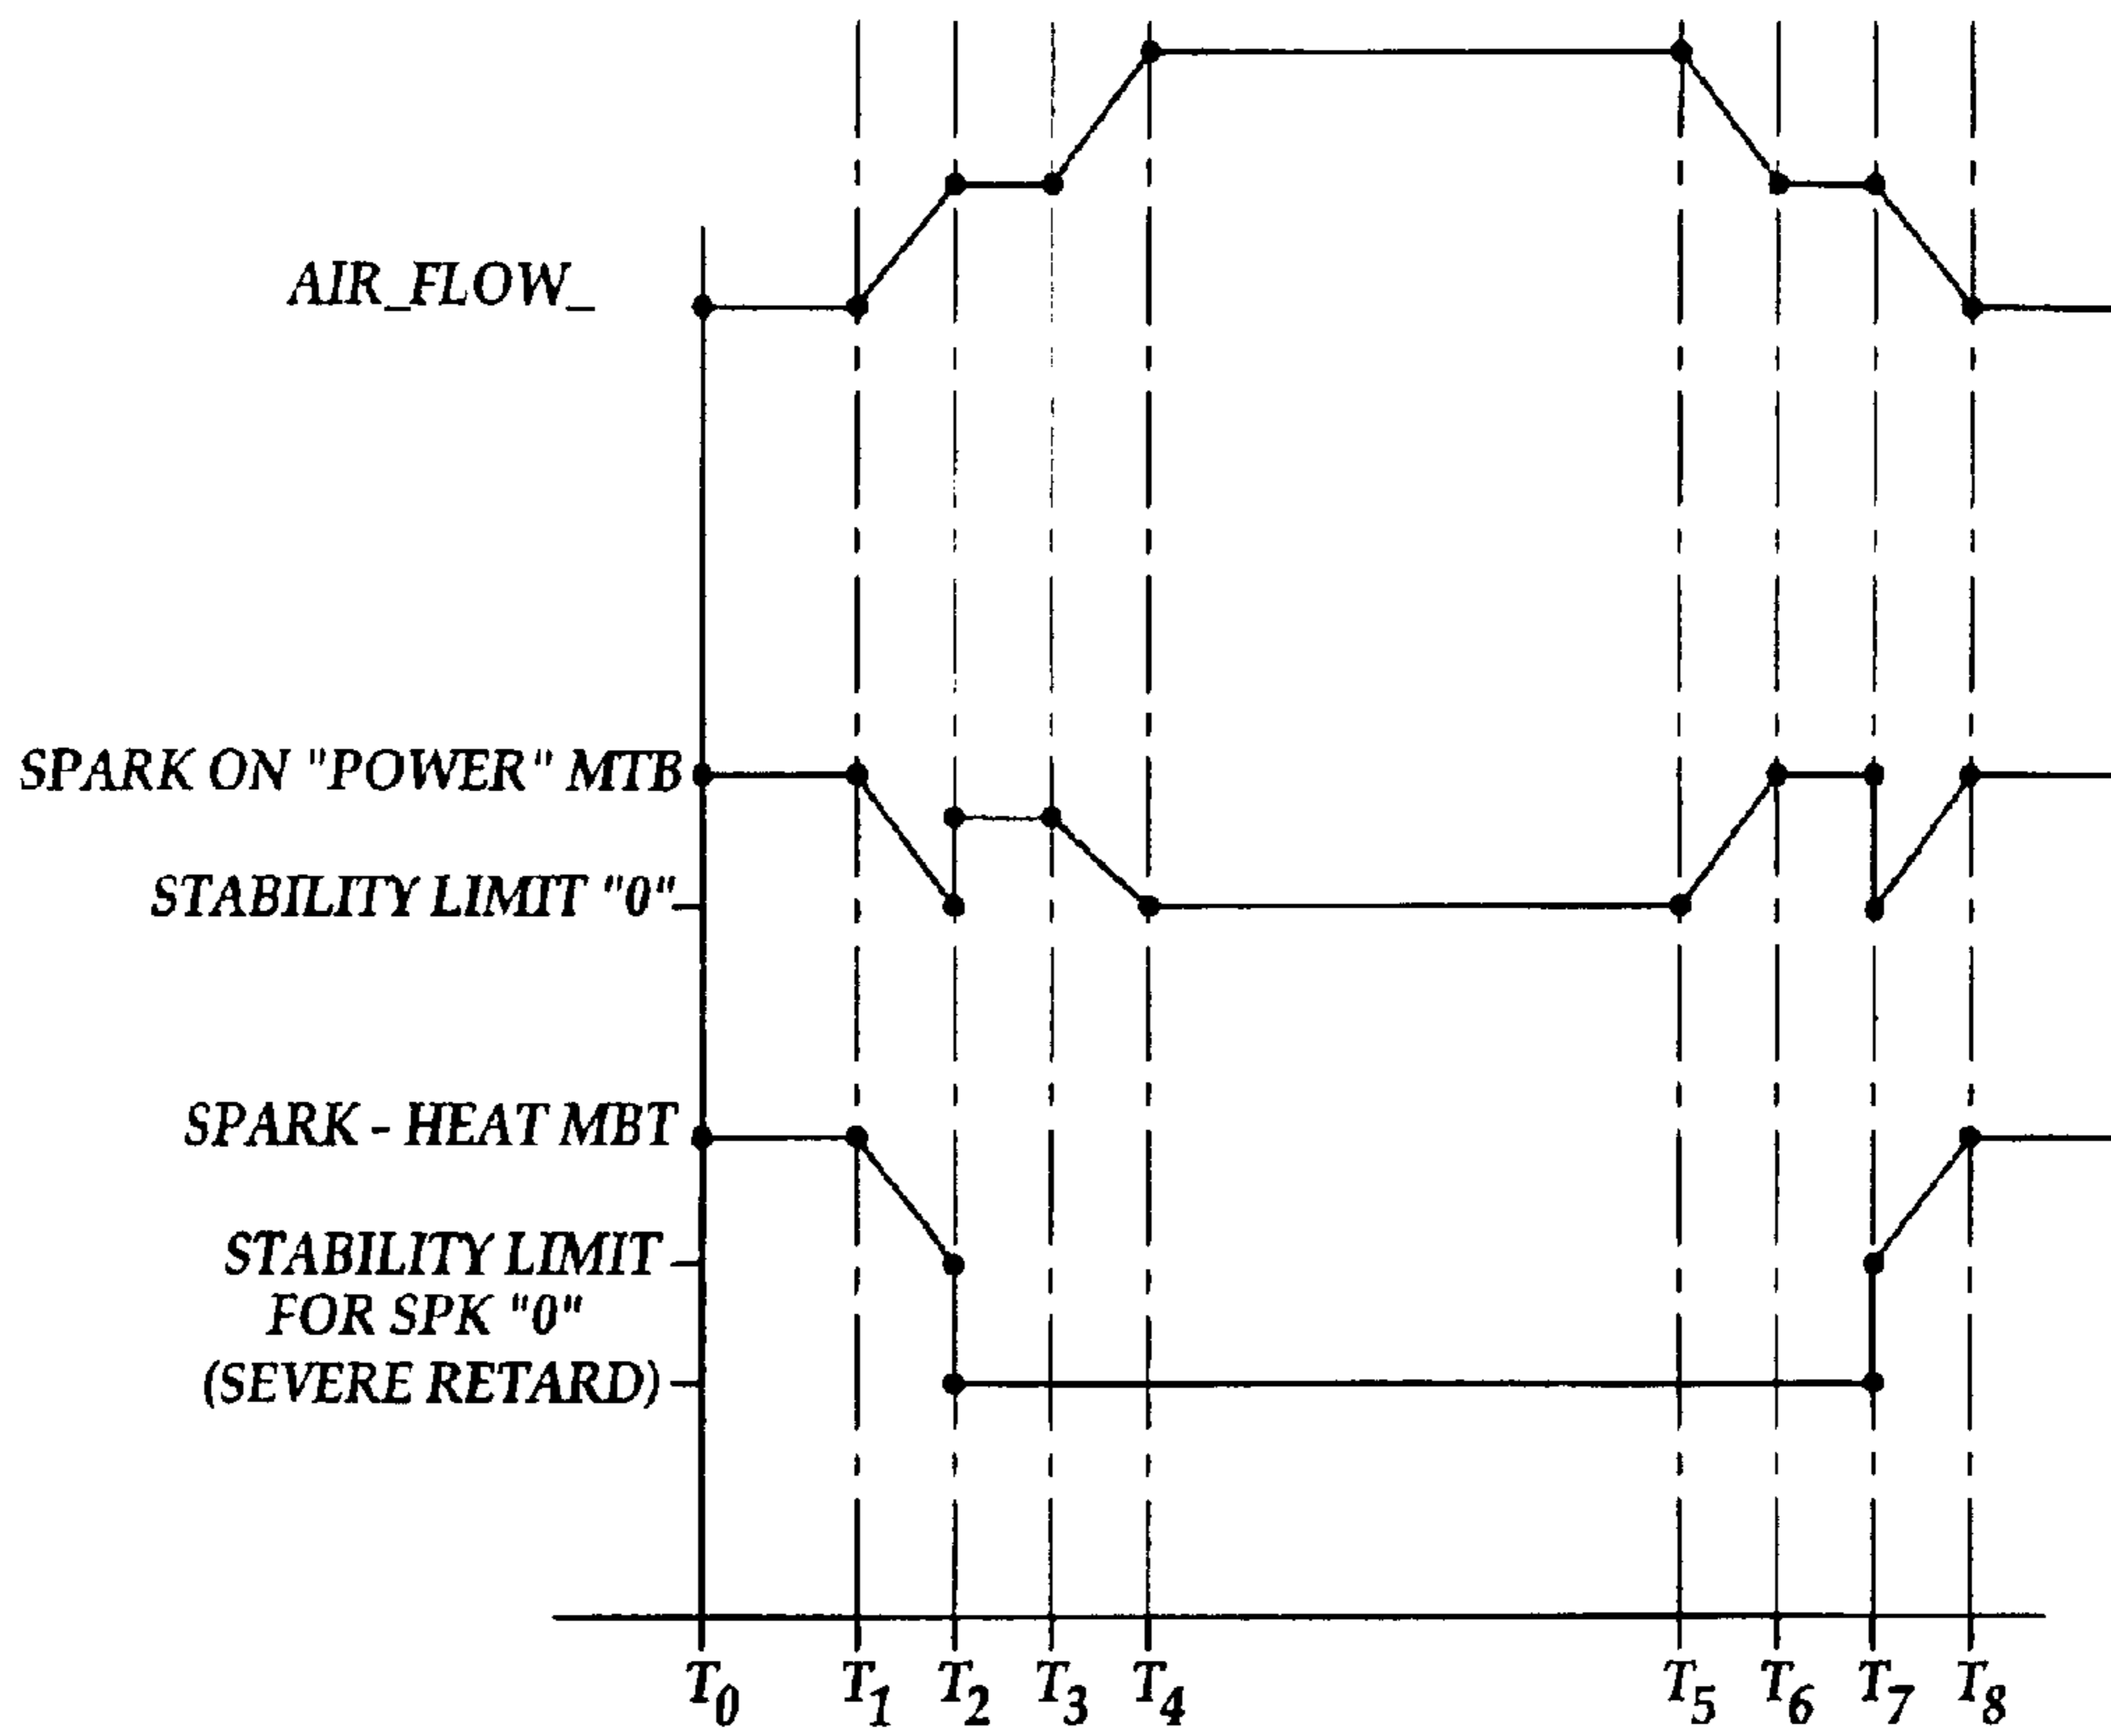 AIR_FLOW_
SPARK ON "POWER" MTB
STABILITY LIMIT "0"
SPARK - HEAT MBT
STABILITY LIMIT
FOR SPK "0"
(SEVERE RETARD)
T0 T1 T2 T3 T4 T5 T6 T7 T8